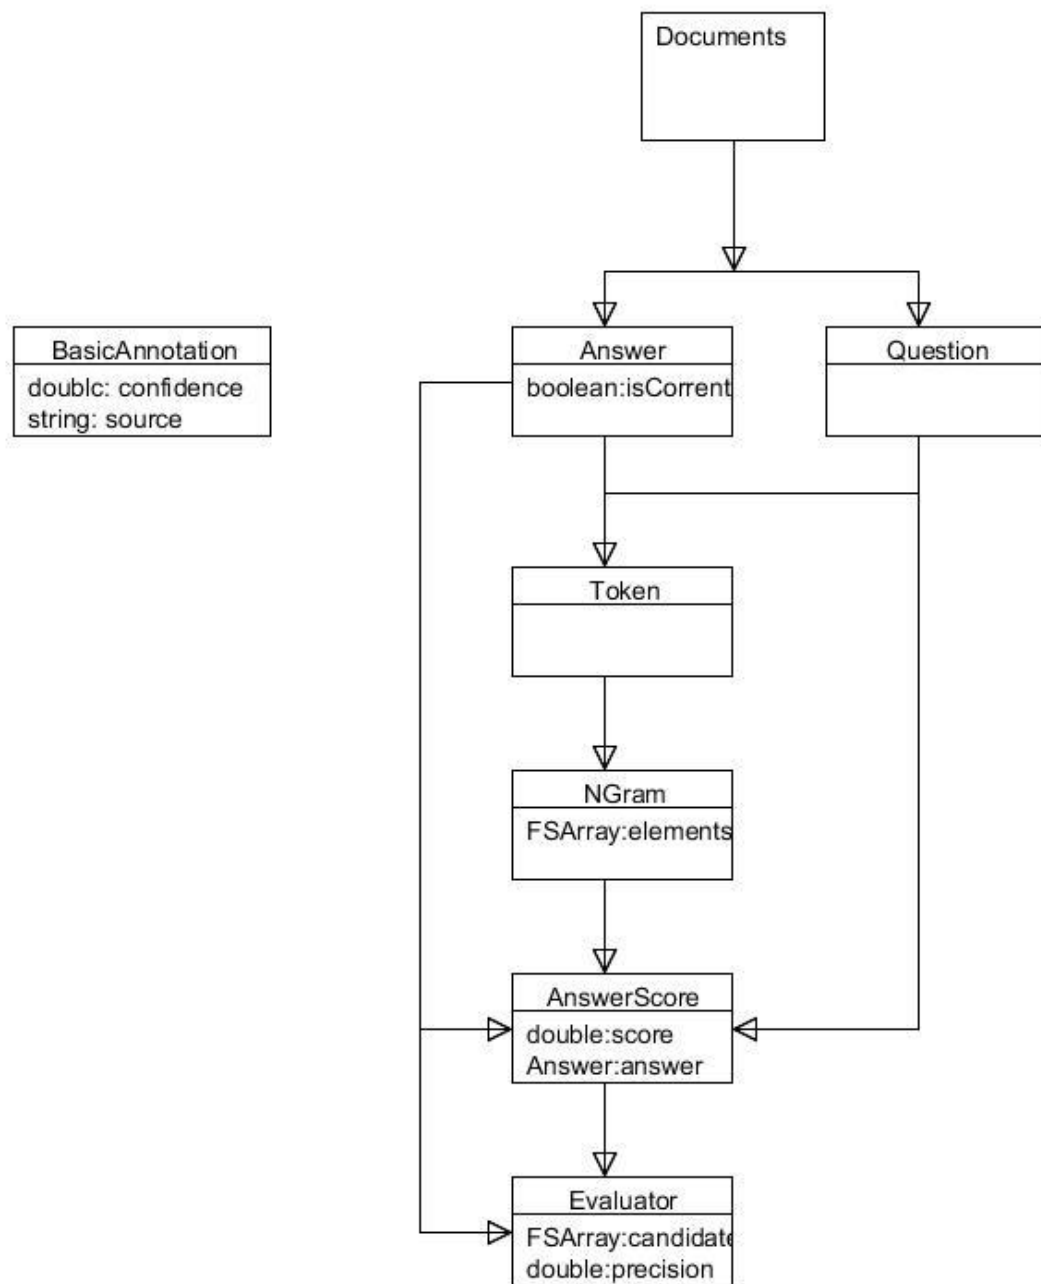 Documents
BasicAnnotation
doublc: confidence
string: source
Answer
boolean:isCorrent
Question
Token
NGram
FSArray:elements
AnswerScore
double:score
Answer:answer
Evaluator
FSArray:candidate
double:precision